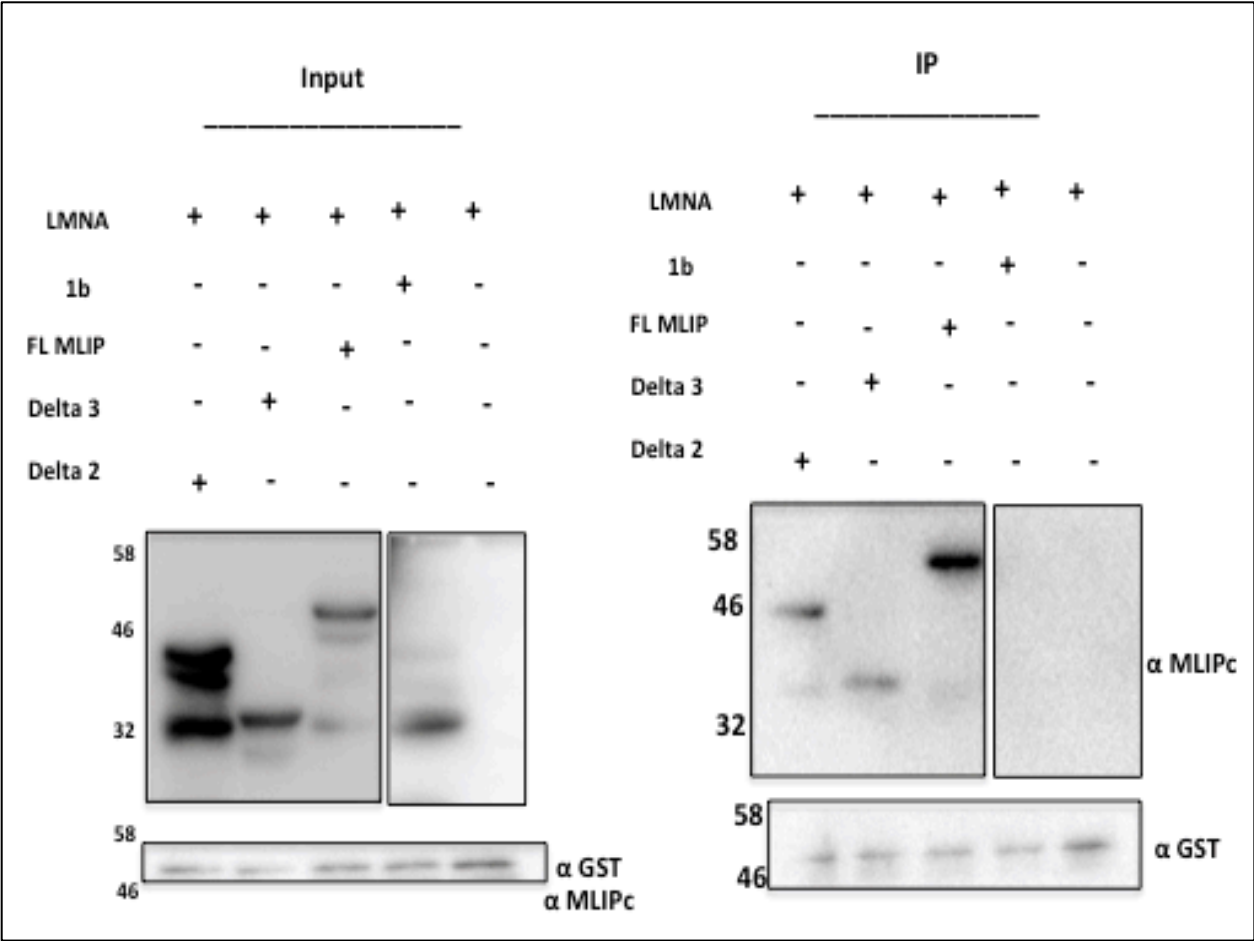 Input
------------------
LMNA + + + + +
1b - - - + -
FL MLIP - - + - -
Delta 3 - + - - -
Delta 2 + - - - -
58
46
32
58
46
α GST
α MLIPc
IP
----------------
LMNA + + + + +
1b - - - + -
FL MLIP - - + - -
Delta 3 - + - - -
Delta 2 + - - - -
58
46
32
α MLIPc
58
46
α GST